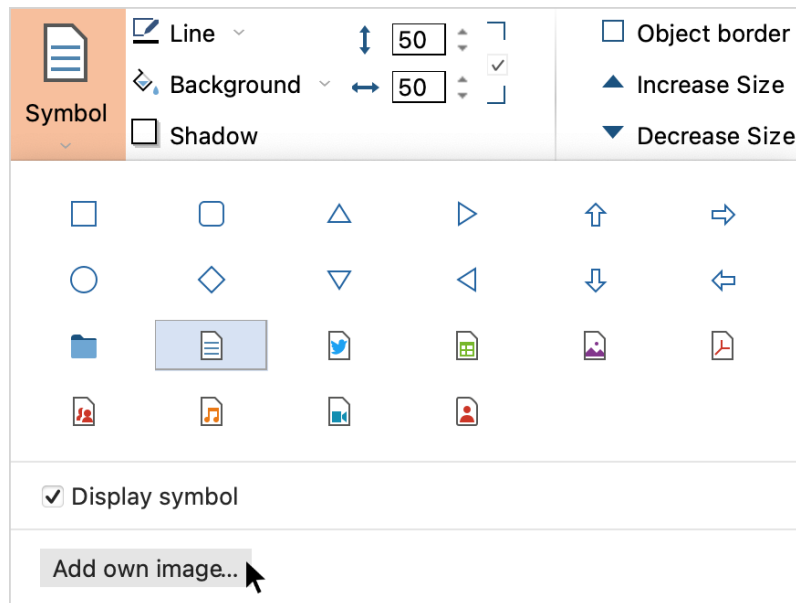 Line
50
Object border
Background
50
Increase Size
Symbol
Shadow
Decrease Size
Display symbol
Add own image...